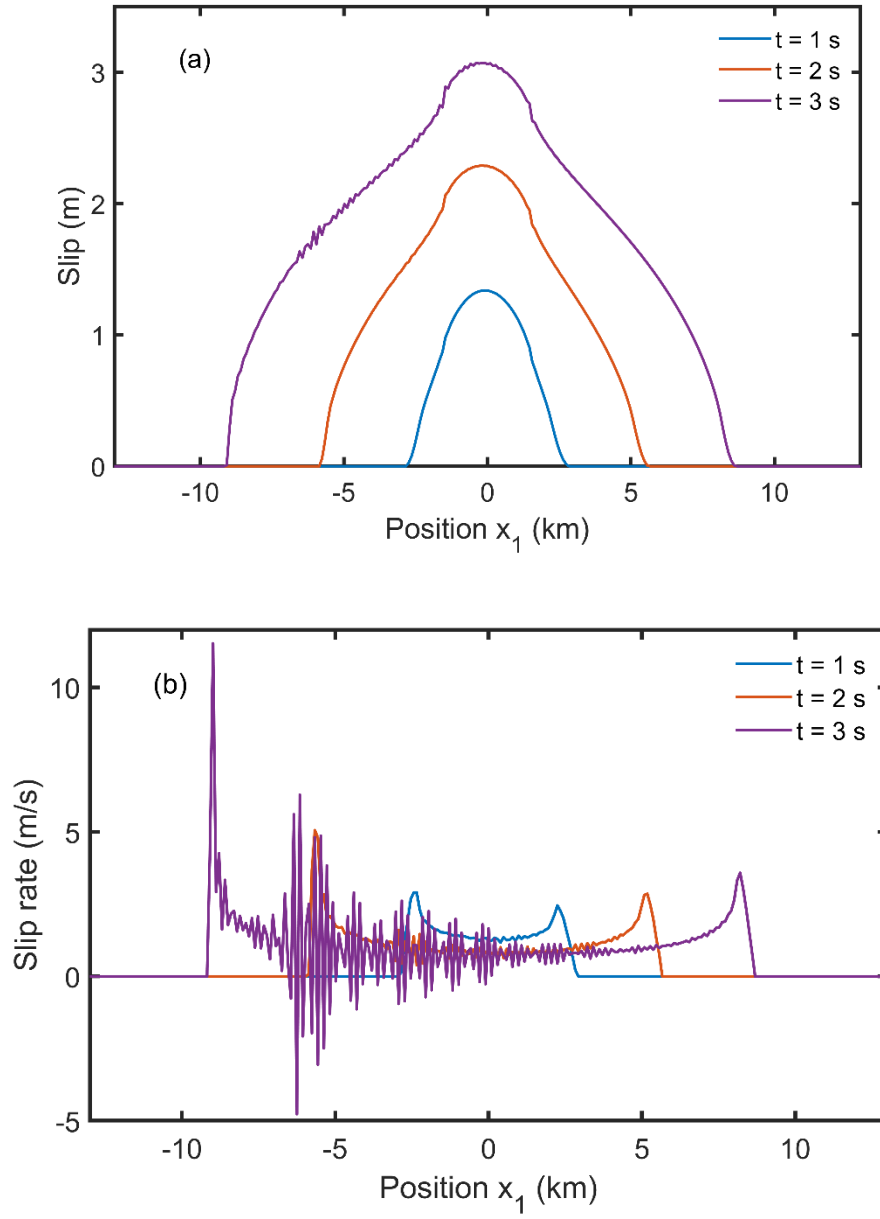 (a)
t = 1 s
t = 2 s
t = 3 s
Slip (m)
3
2
1
0
-10 -5 0 5 10
Position x₁ (km)
(b)
t = 1 s
t = 2 s
t = 3 s
Slip rate (m/s)
10
5
0
-5
-10 -5 0 5 10
Position x₁ (km)